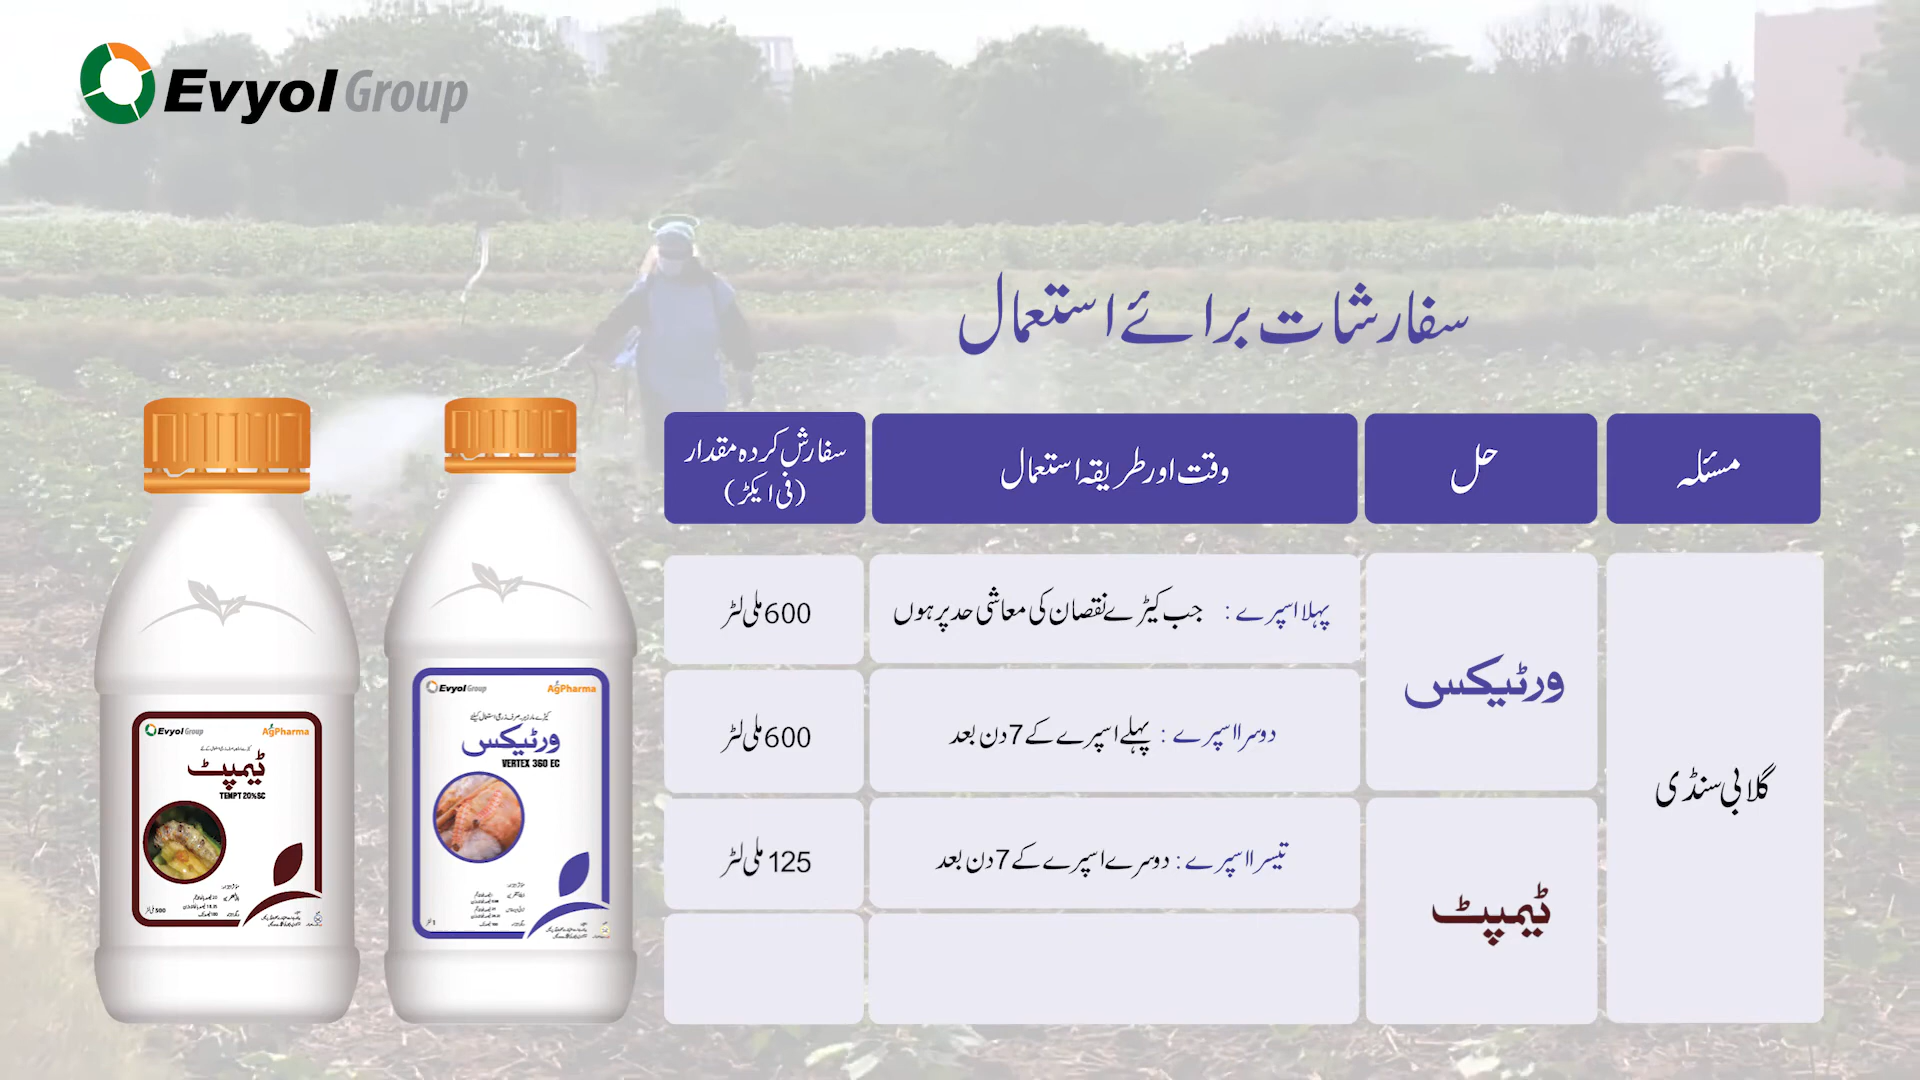 Evyol Group
سفارشات برائے استعمال
مسئلہ
حل
وقت اور طریقہ استعمال
سفارش کردہ مقدار
(فی ایکڑ)
گلابی سنڈی
ورٹیکس
پہلا اسپرے : جب کیڑے نقصان کی معاشی حد پر ہوں
600 ملی لٹر
دوسرا اسپرے : پہلے اسپرے کے 7 دن بعد
600 ملی لٹر
ٹیمپٹ
تیسرا اسپرے : دوسرے اسپرے کے 7 دن بعد
125 ملی لٹر
Evyol Group
AgPharma
ورٹیکس
VERTEX 360 EC
Evyol Group
AgPharma
ٹیمپٹ
TEMPT 20%SC